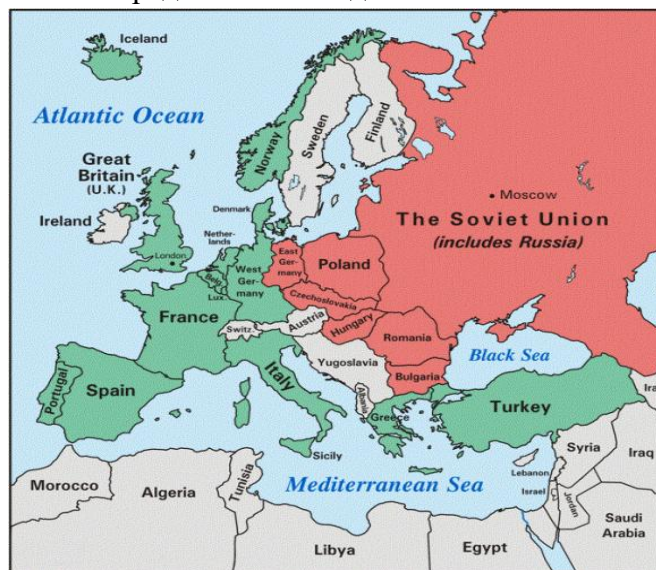 Iceland
Atlantic Ocean
Norway
Sweden
Finland
Great
Britain
(U.K.)
Ireland
London
Denmark
Nether-
lands
Belg.
Lux.
West
Ger-
many
East
Ger-
many
Poland
Moscow
The Soviet Union
(includes Russia)
Czechoslovakia
France
Switz.
Austria
Hungary
Romania
Yugoslavia
Bulgaria
Black Sea
Portugal
Spain
Italy
Albania
Greece
Turkey
Sicily
Mediterranean Sea
Morocco
Algeria
Tunisia
Libya
Egypt
Lebanon
Israel
Jordan
Syria
Iraq
Saudi
Arabia